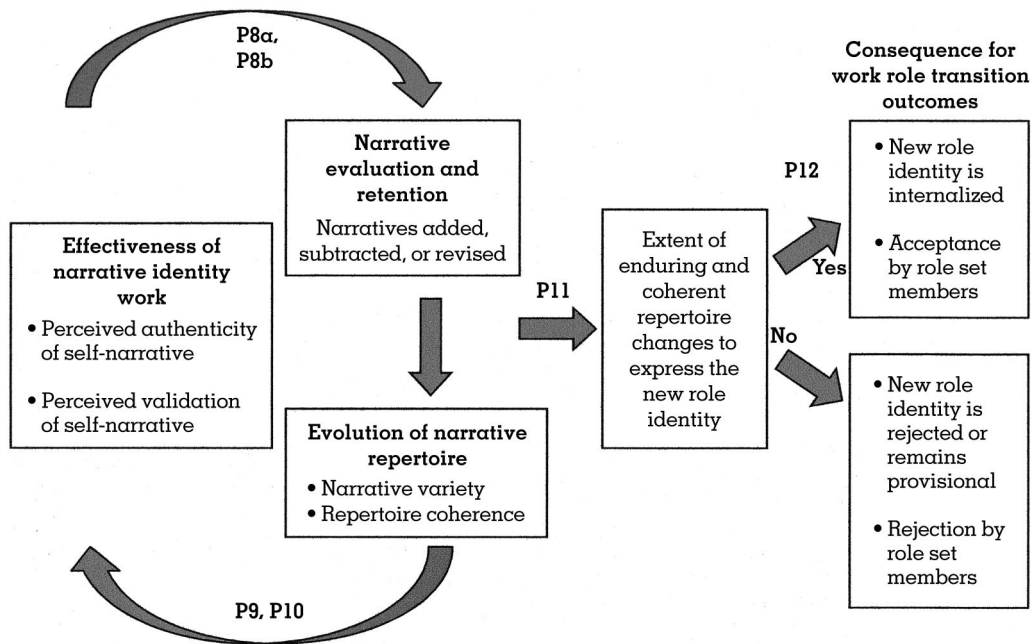 P8a,
P8b
Narrative
evaluation and
retention
Narratives added,
subtracted, or revised
Effectiveness of
narrative identity
work
• Perceived authenticity
of self-narrative
• Perceived validation
of self-narrative
Evolution of narrative
repertoire
• Narrative variety
• Repertoire coherence
P9, P10
P11
Extent of
enduring and
coherent
repertoire
changes to
express the
new role
identity
P12
Yes
No
Consequence for
work role transition
outcomes
• New role
identity is
internalized
• Acceptance
by role set
members
• New role
identity is
rejected or
remains
provisional
• Rejection by
role set
members